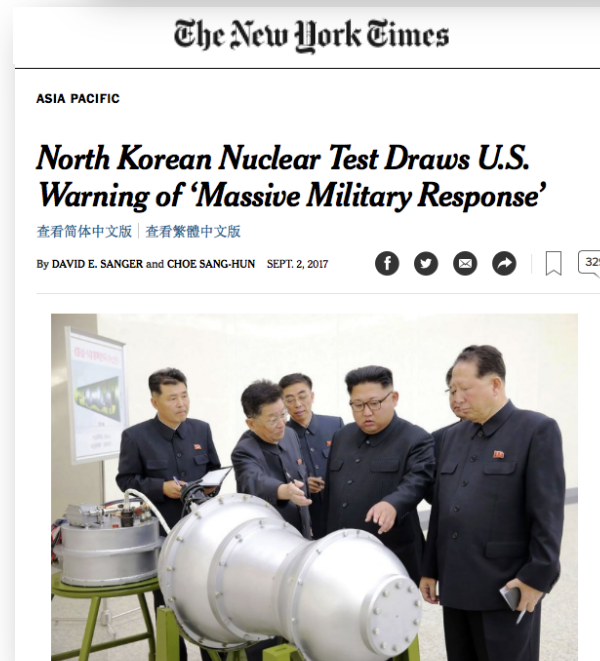 The New York Times
ASIA PACIFIC
North Korean Nuclear Test Draws U.S.
Warning of ‘Massive Military Response’
查看简体中文版 | 查看繁體中文版
By DAVID E. SANGER and CHOE SANG-HUN SEPT. 2, 2017